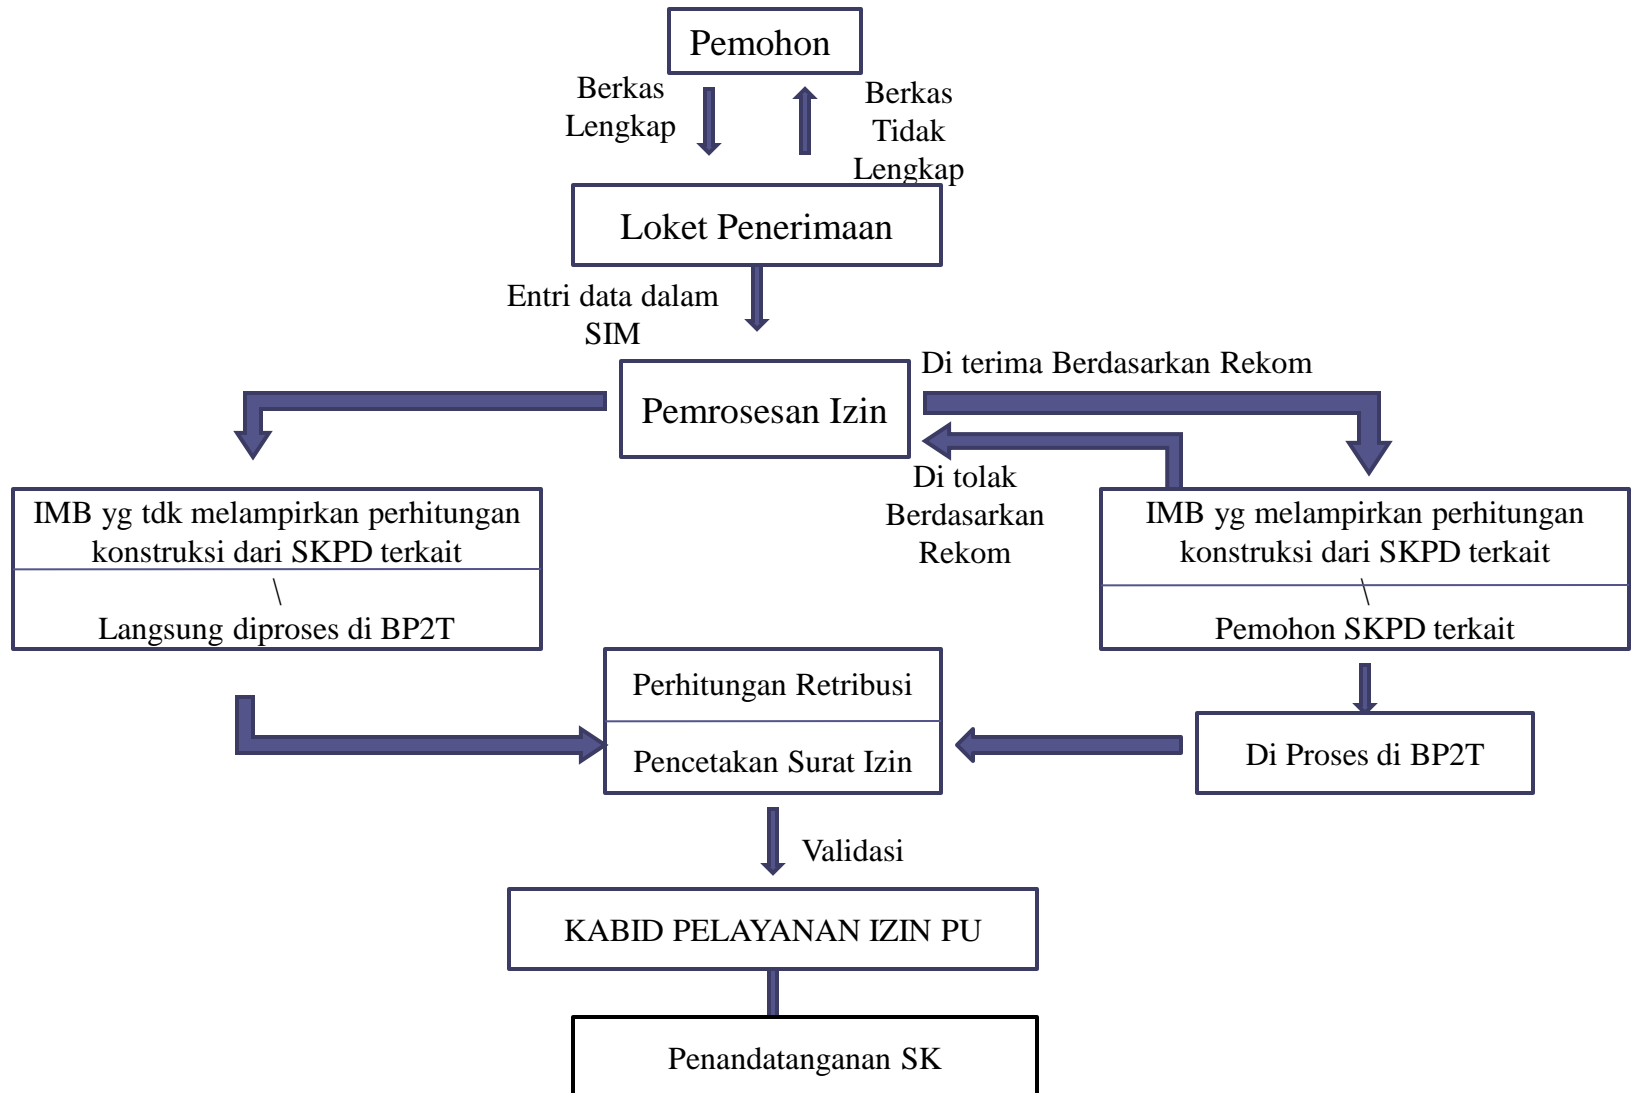 Pemohon
Berkas
Lengkap
Berkas
Tidak
Lengkap
Loket Penerimaan
Entri data dalam
SIM
Di terima Berdasarkan Rekom
Pemrosesan Izin
Di tolak
Berdasarkan
Rekom
IMB yg tdk melampirkan perhitungan
konstruksi dari SKPD terkait
\
Langsung diproses di BP2T
IMB yg melampirkan perhitungan
konstruksi dari SKPD terkait
\
Pemohon SKPD terkait
Perhitungan Retribusi
Pencetakan Surat Izin
Di Proses di BP2T
Validasi
KABID PELAYANAN IZIN PU
Penandatanganan SK